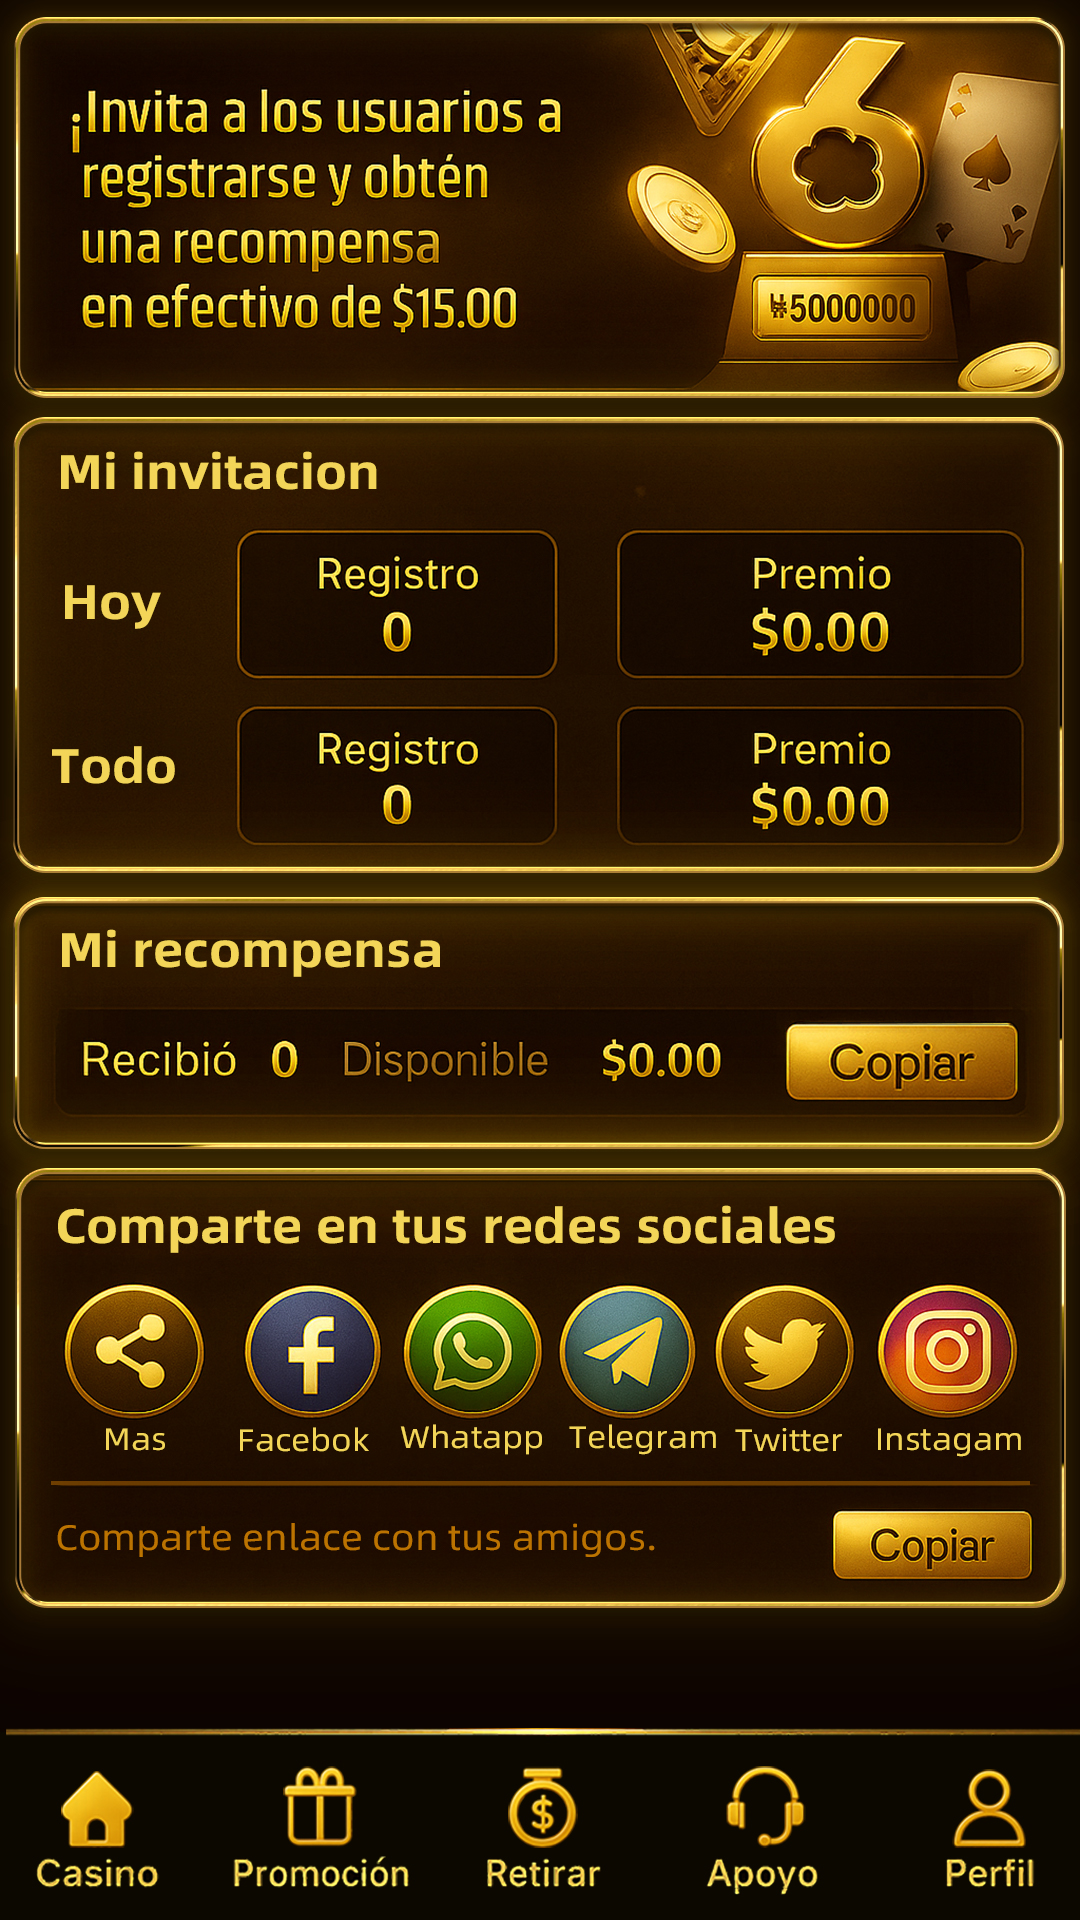 ¡Invita a los usuarios a
registrarse y obtén
una recompensa
en efectivo de $15.00
₩5000000
Mi invitacion
Hoy
Registro
0
Premio
$0.00
Todo
Registro
0
Premio
$0.00
Mi recompensa
Recibió 0 Disponible $0.00 Copiar
Comparte en tus redes sociales
Mas Facebok Whatapp Telegram Twitter Instagam
Comparte enlace con tus amigos. Copiar
Casino Promoción Retirar Apoyo Perfil